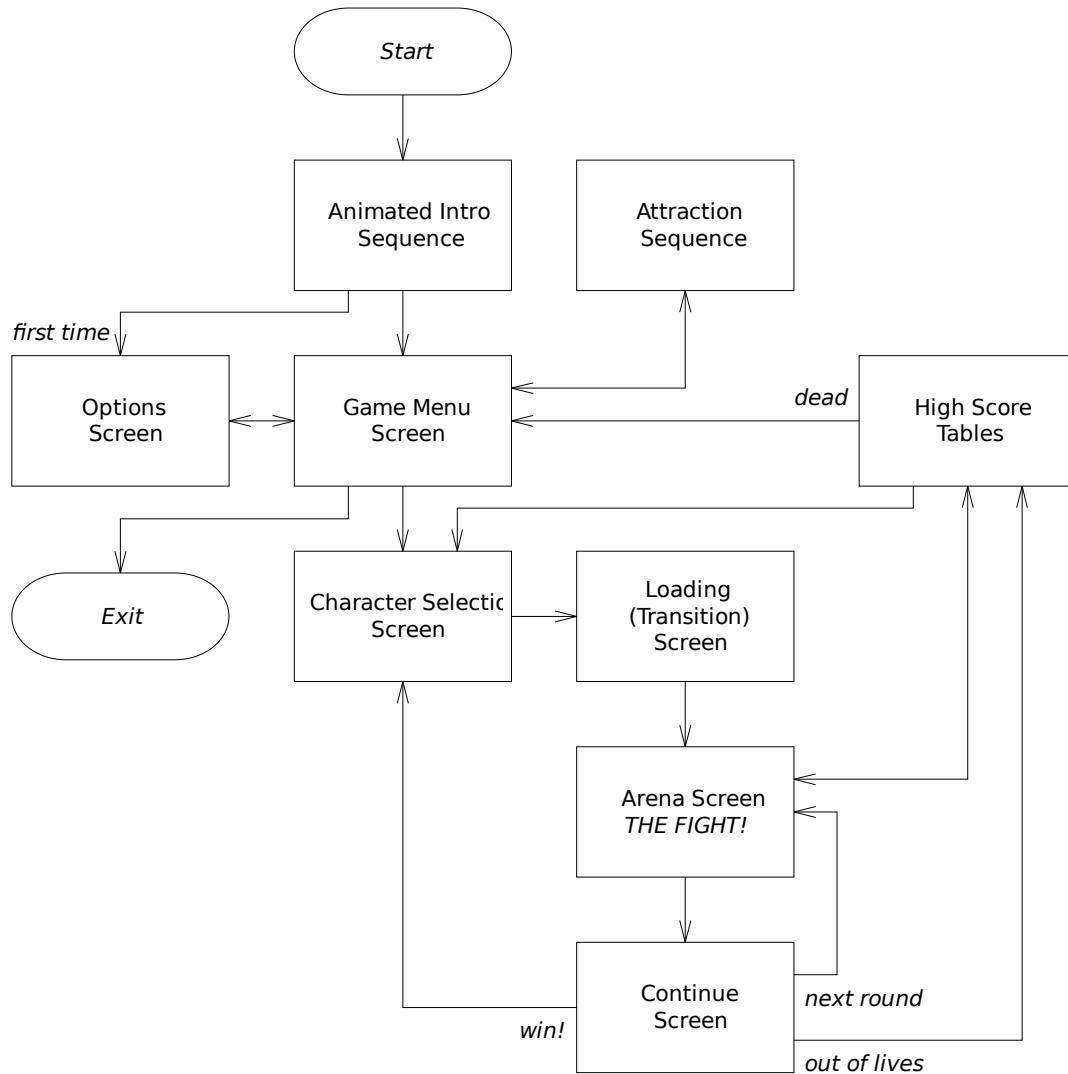 Start
Animated Intro
Sequence
Attraction
Sequence
first time
Options
Screen
Game Menu
Screen
dead
High Score
Tables
Exit
Character Selectic
Screen
Loading
(Transition)
Screen
Arena Screen
THE FIGHT!
Continue
Screen
next round
win!
out of lives